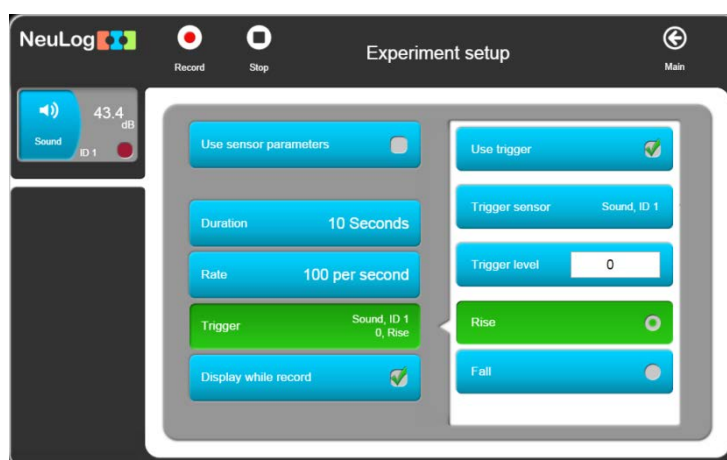 NeuLog
Record
Stop
Experiment setup
Main
43.4
dB
Sound
ID 1
Use sensor parameters
Duration 10 Seconds
Rate 100 per second
Trigger Sound, ID 1
0, Rise
Display while record
Use trigger
Trigger sensor Sound, ID 1
Trigger level 0
Rise
Fall